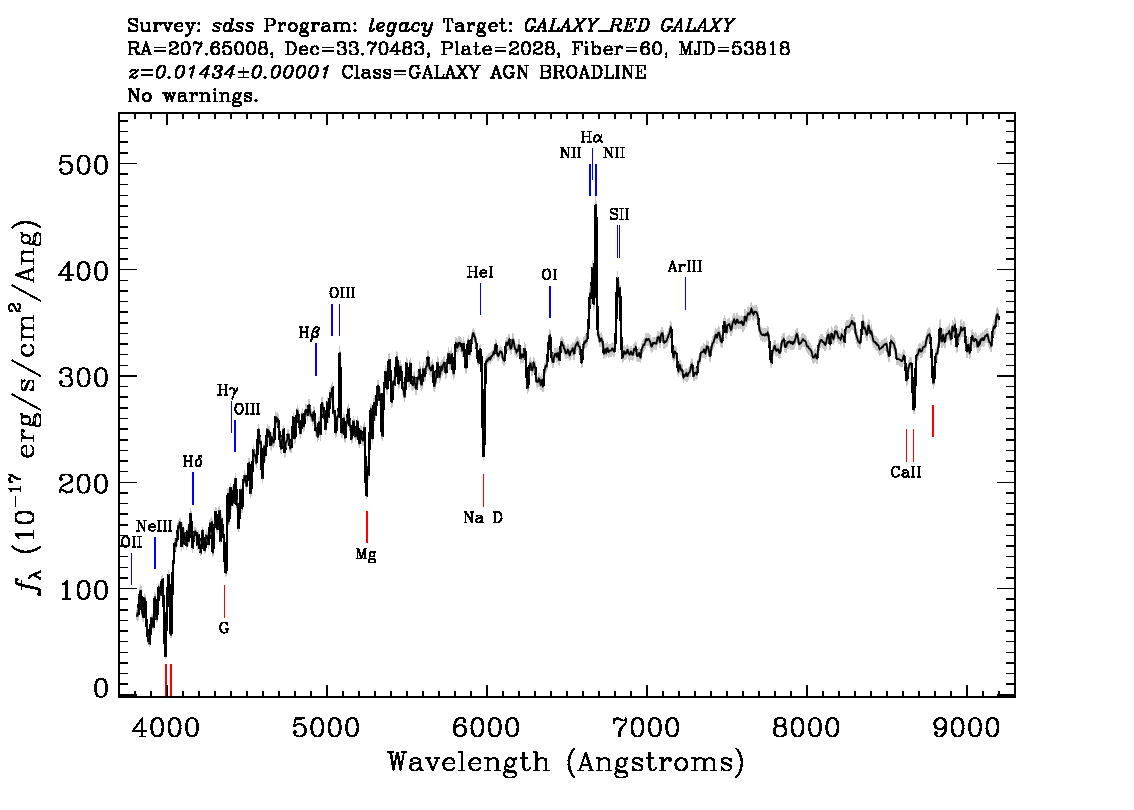 Survey: sdss Program: legacy Target: GALAXY_RED GALAXY
RA=207.65008, Dec=33.70483, Plate=2028, Fiber=60, MJD=53818
z=0.01434±0.00001 Class=GALAXY AGN BROADLINE
No warnings.
Hα
NII NII
SII
ArIII
HeI
OI
OIII
Hβ
Hγ
OIII
Hδ
NeIII
OII
CaII
Na D
Mg
G
500
400
300
200
100
0
f_λ (10^−17 erg/s/cm^2/Ang)
4000 5000 6000 7000 8000 9000
Wavelength (Angstroms)